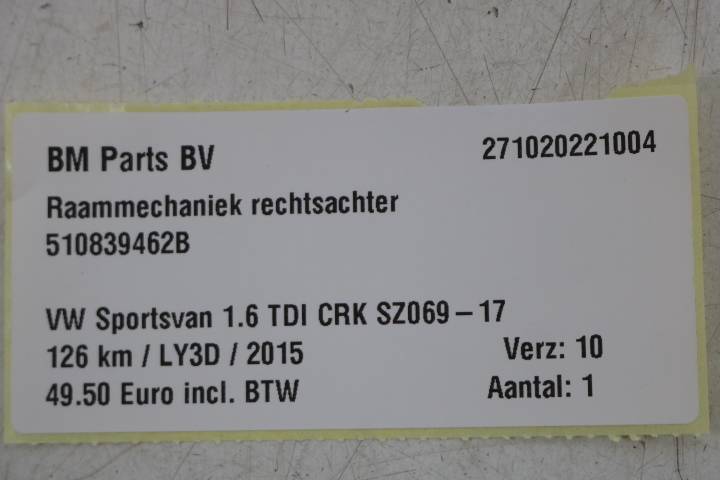 BM Parts BV 271020221004
Raammechaniek rechtsachter
510839462B
VW Sportsvan 1.6 TDI CRK SZ069 – 17
126 km / LY3D / 2015 Verz: 10
49.50 Euro incl. BTW Aantal: 1